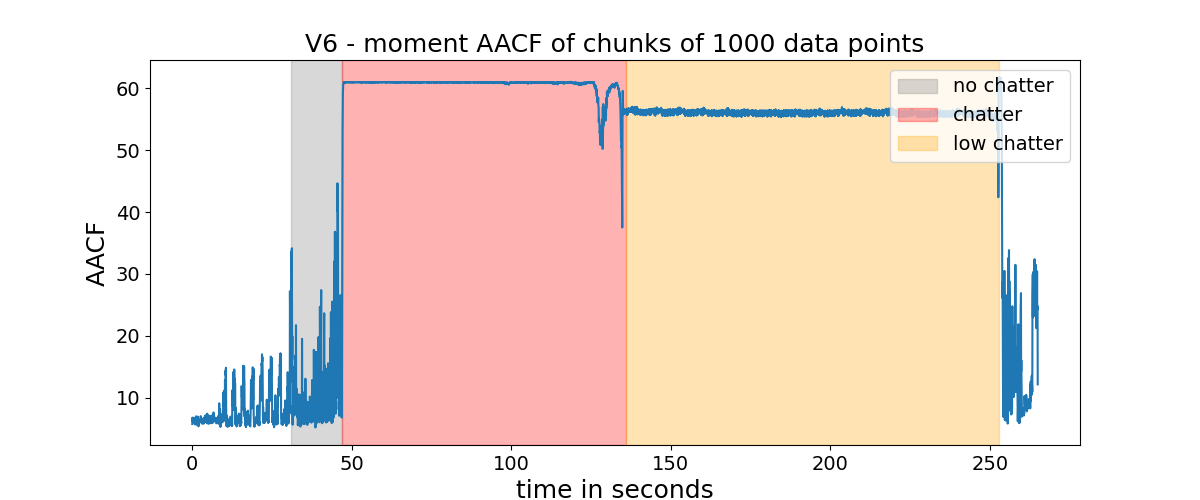 V6 - moment AACF of chunks of 1000 data points
no chatter
chatter
low chatter
AACF
60
50
40
30
20
10
0
50
100
150
200
250
time in seconds